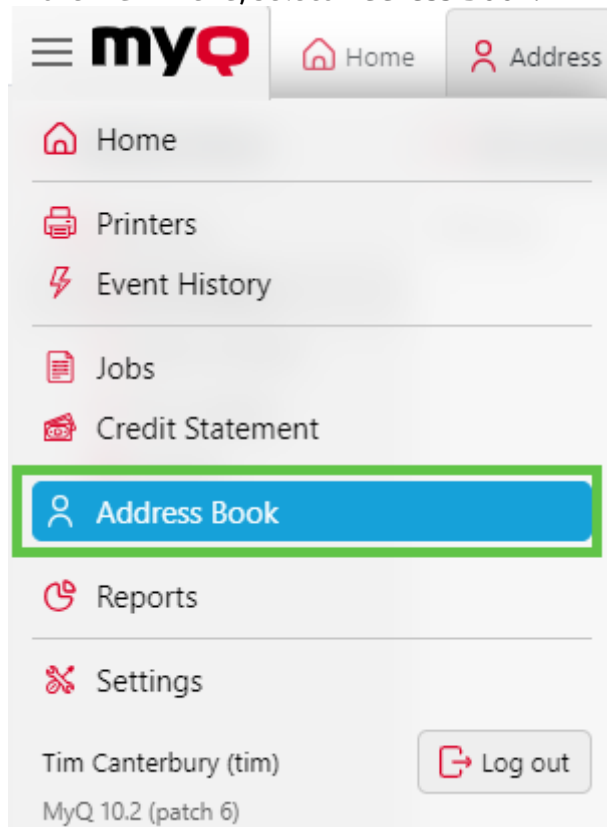 myQ Home Address
Home
Printers
Event History
Jobs
Credit Statement
Address Book
Reports
Settings
Tim Canterbury (tim) Log out
MyQ 10.2 (patch 6)